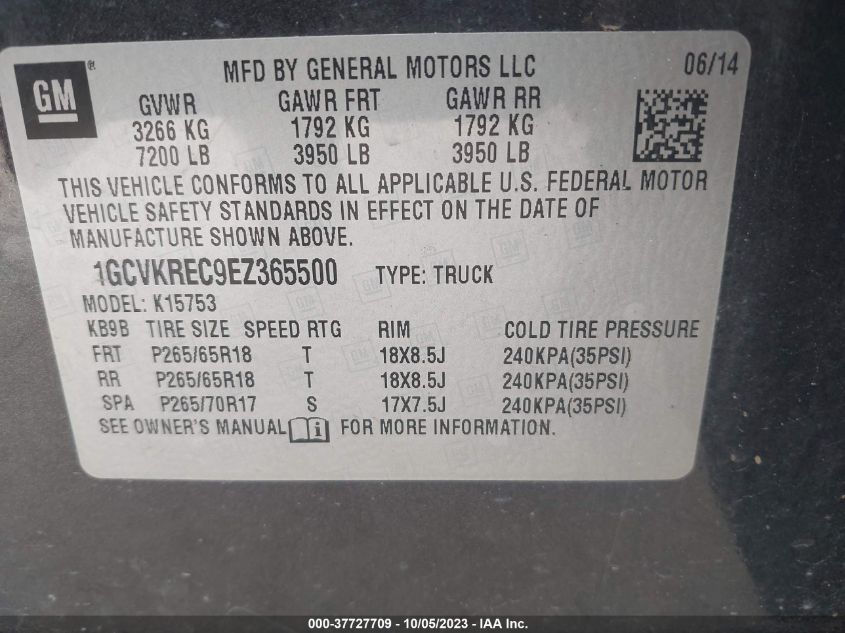 GM®
MFD BY GENERAL MOTORS LLC 06/14
GVWR GAWR FRT GAWR RR
3266 KG 1792 KG 1792 KG
7200 LB 3950 LB 3950 LB
THIS VEHICLE CONFORMS TO ALL APPLICABLE U.S. FEDERAL MOTOR
VEHICLE SAFETY STANDARDS IN EFFECT ON THE DATE OF
MANUFACTURE SHOWN ABOVE.
1GCVKREC9EZ365500 TYPE: TRUCK
MODEL: K15753
KB9B TIRE SIZE SPEED RTG RIM COLD TIRE PRESSURE
FRT P265/65R18 T 18X8.5J 240KPA(35PSI)
RR P265/65R18 T 18X8.5J 240KPA(35PSI)
SPA P265/70R17 S 17X7.5J 240KPA(35PSI)
SEE OWNER'S MANUAL i FOR MORE INFORMATION.
000-37727709 - 10/05/2023 - IAA Inc.